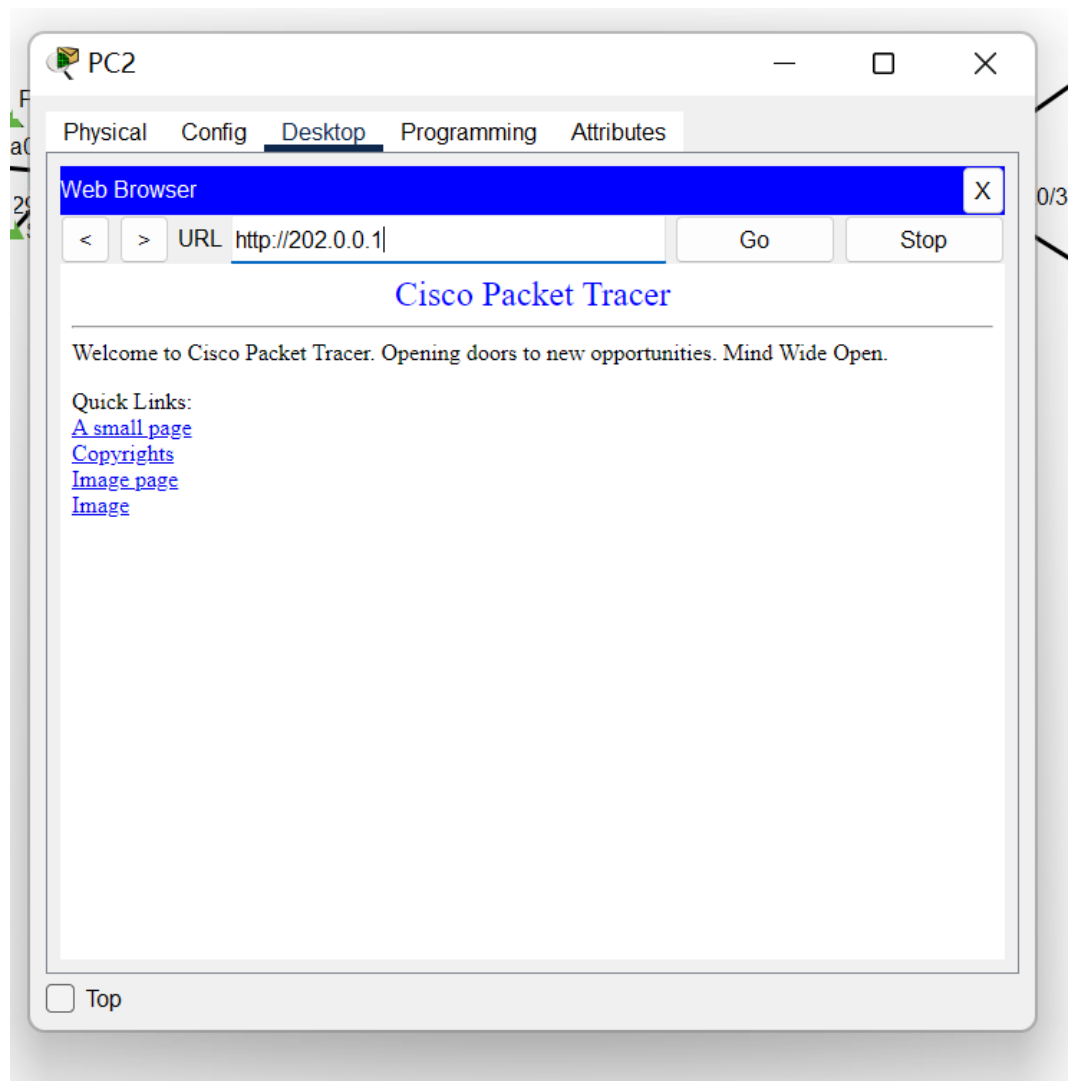 PC2
Physical Config Desktop Programming Attributes
Web Browser
X
< > URL http://202.0.0.1 Go Stop
0/3
Cisco Packet Tracer
Welcome to Cisco Packet Tracer. Opening doors to new opportunities. Mind Wide Open.
Quick Links:
A small page
Copyrights
Image page
Image
Top